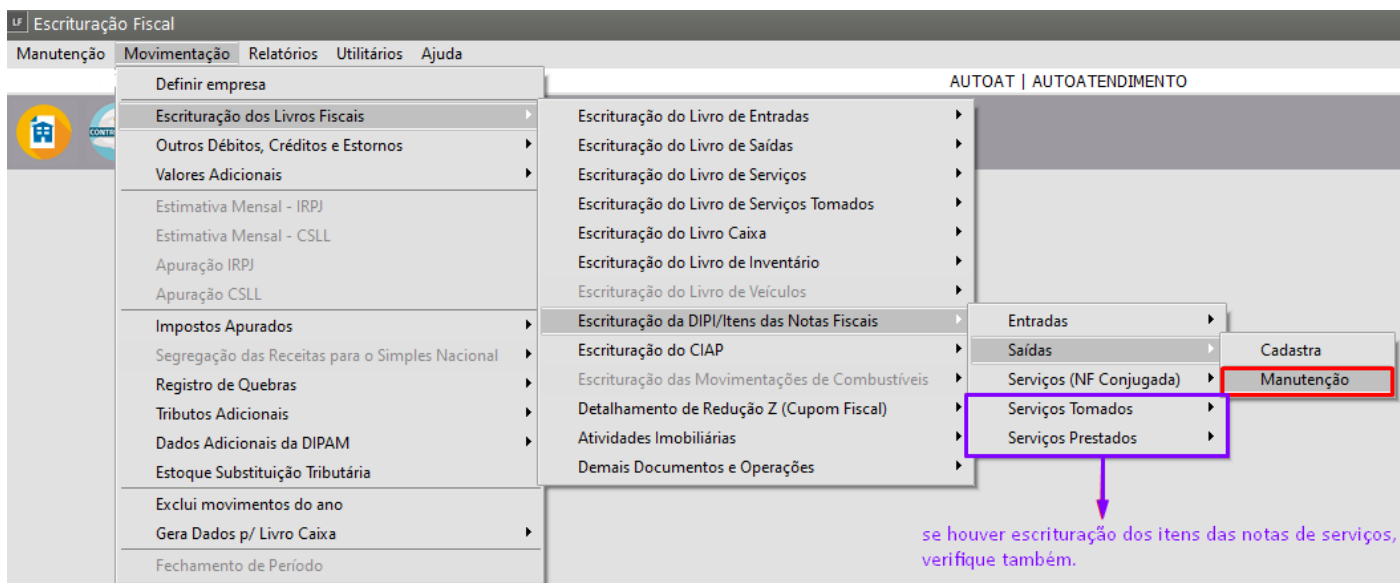 LF Escrituração Fiscal
Manutenção Movimentação Relatórios Utilitários Ajuda
AUTOAT | AUTOATENDIMENTO
CONTR
Definir empresa
Escrituração dos Livros Fiscais
Outros Débitos, Créditos e Estornos
Valores Adicionais
Estimativa Mensal - IRPJ
Estimativa Mensal - CSLL
Apuração IRPJ
Apuração CSLL
Impostos Apurados
Segregação das Receitas para o Simples Nacional
Registro de Quebras
Tributos Adicionais
Dados Adicionais da DIPAM
Estoque Substituição Tributária
Exclui movimentos do ano
Gera Dados p/ Livro Caixa
Fechamento de Período
Escrituração do Livro de Entradas
Escrituração do Livro de Saídas
Escrituração do Livro de Serviços
Escrituração do Livro de Serviços Tomados
Escrituração do Livro Caixa
Escrituração do Livro de Inventário
Escrituração do Livro de Veículos
Escrituração da DIPI/Itens das Notas Fiscais
Escrituração do CIAP
Escrituração das Movimentações de Combustíveis
Detalhamento de Redução Z (Cupom Fiscal)
Atividades Imobiliárias
Demais Documentos e Operações
Entradas
Saídas
Serviços (NF Conjugada)
Serviços Tomados
Serviços Prestados
Cadastra
Manutenção
se houver escrituração dos itens das notas de serviços,
verifique também.